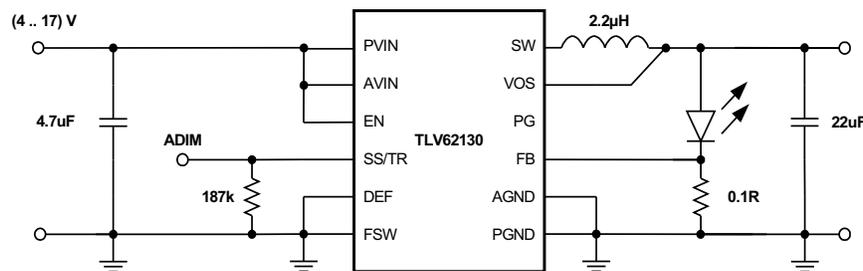 (4 .. 17) V
2.2µH
PVIN
SW
AVIN
VOS
4.7uF
EN
PG
22uF
TLV62130
ADIM
SS/TR
FB
187k
DEF
AGND
0.1R
FSW
PGND